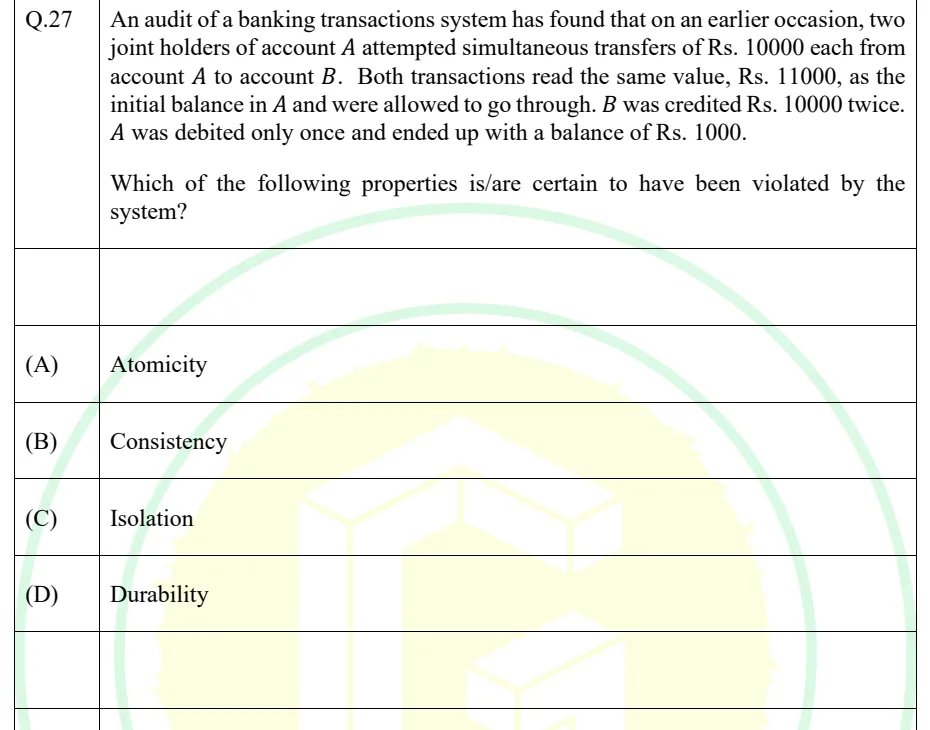 Q.27 An audit of a banking transactions system has found that on an earlier occasion, two
joint holders of account A attempted simultaneous transfers of Rs. 10000 each from
account A to account B. Both transactions read the same value, Rs. 11000, as the
initial balance in A and were allowed to go through. B was credited Rs. 10000 twice.
A was debited only once and ended up with a balance of Rs. 1000.
Which of the following properties is/are certain to have been violated by the
system?
(A) Atomicity
(B) Consistency
(C) Isolation
(D) Durability